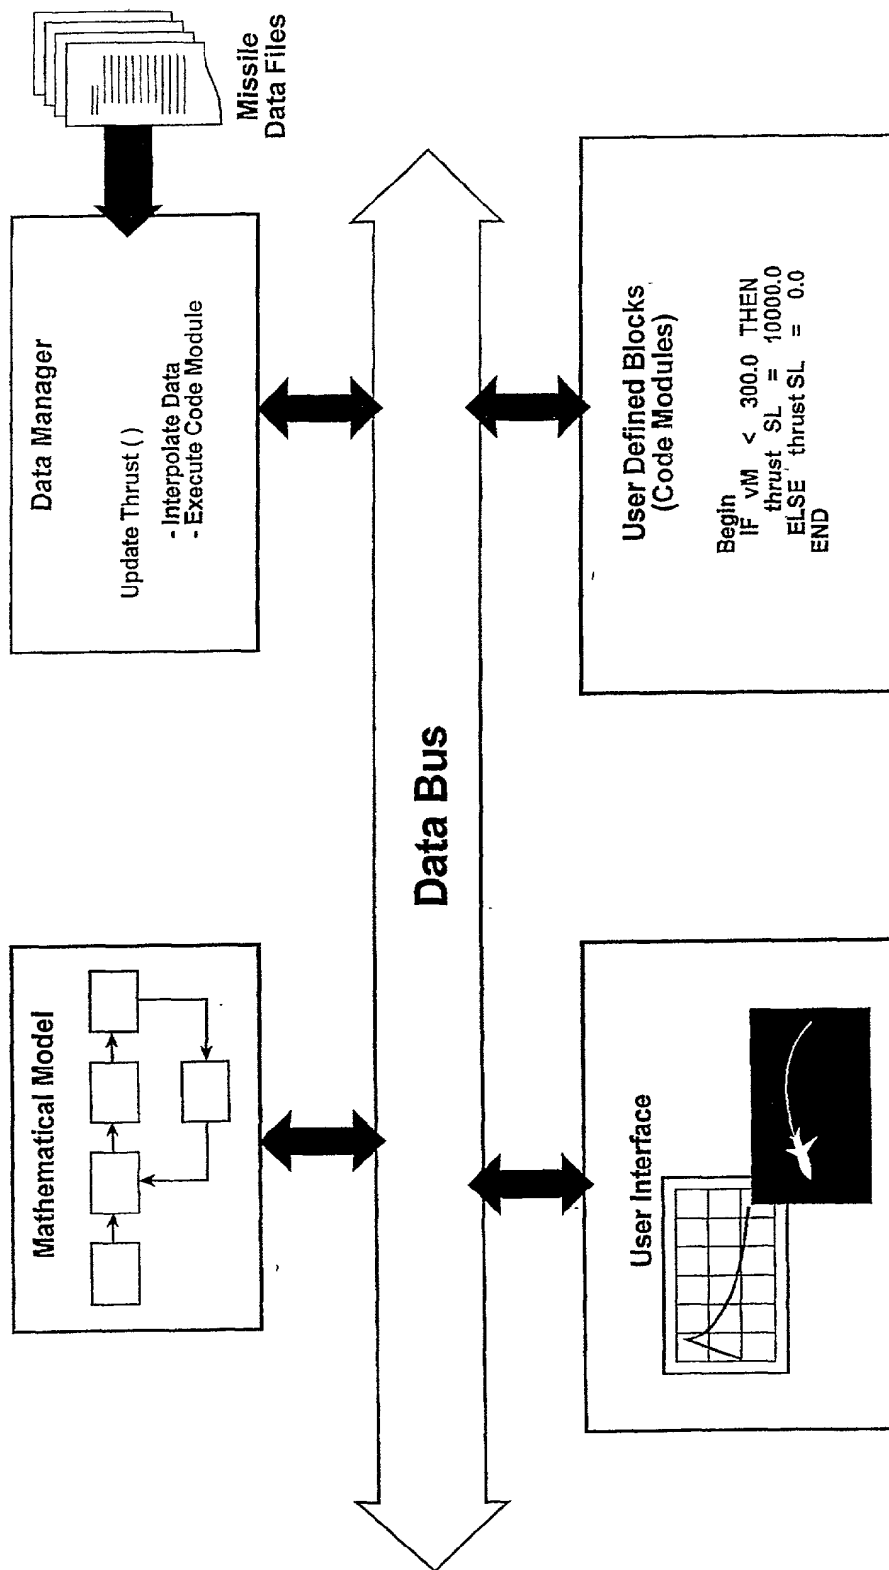 Mathematical Model
Data Manager
Update Thrust ( )
- Interpolate Data
- Execute Code Module
Missile
Data Files
Data Bus
User Interface
User Defined Blocks
(Code Modules)
Begin
IF vM < 300.0 THEN
thrust SL = 10000.0
ELSE thrust SL = 0.0
END